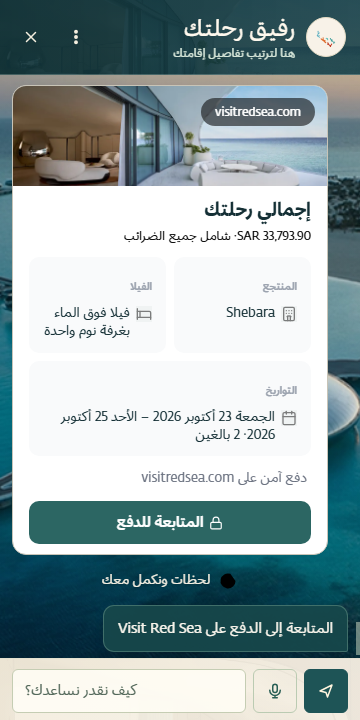 رفيق رحلتك
هنا لترتيب تفاصيل إقامتك
visitredsea.com
إجمالي رحلتك
SAR 33,793.90· شامل جميع الضرائب
المنتجع
Shebara
الفيلا
فيلا فوق الماء
بغرفة نوم واحدة
التواريخ
الجمعة 23 أكتوبر 2026 – الأحد 25 أكتوبر
2026· 2 بالغين
دفع آمن على visitredsea.com
المتابعة للدفع
لحظات ونكمل معك
المتابعة إلى الدفع على Visit Red Sea
كيف نقدر نساعدك؟